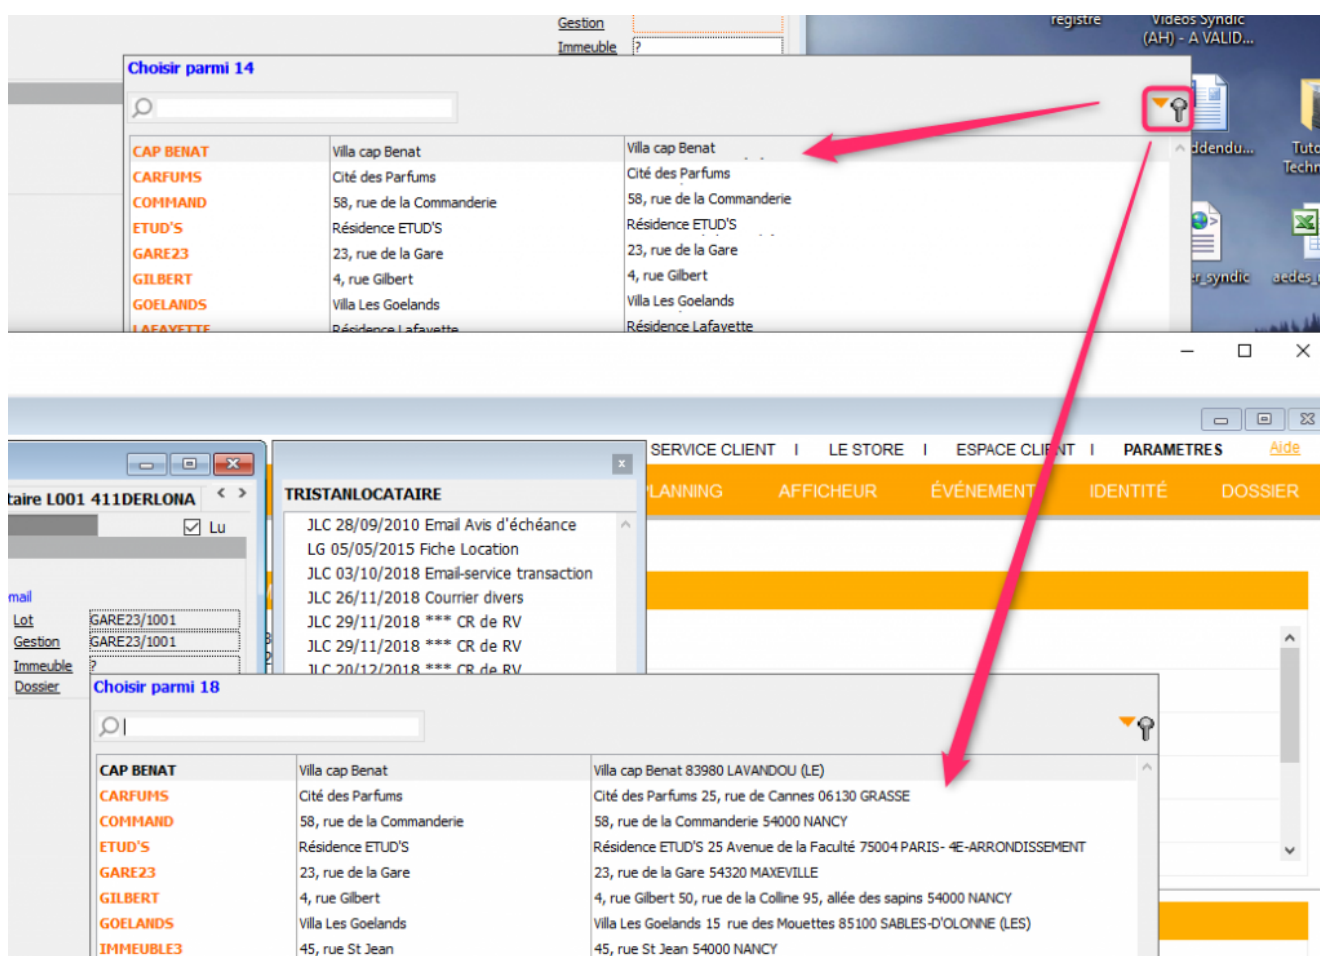 Gestion
Immeuble ?
registre
Vidéos Syndic
(AH) - A VALID...
Choisir parmi 14
CAP BENAT Villa cap Benat Villa cap Benat
CARFUMS Cité des Parfums Cité des Parfums
COMMAND 58, rue de la Commanderie 58, rue de la Commanderie
ETUD'S Résidence ETUD'S Résidence ETUD'S
GARE23 23, rue de la Gare 23, rue de la Gare
GILBERT 4, rue Gilbert 4, rue Gilbert
GOELANDS Villa Les Goelands Villa Les Goelands
LAFAYETTE Résidence Lafayette Résidence Lafayette
ddendu...
Tuto
Techn
er_syndic
aedes_
SERVICE CLIENT I LE STORE I ESPACE CLIENT I PARAMETRES Aide
LANNING AFFICHEUR ÉVÉNEMENT IDENTITÉ DOSSIER
taire L001 411DERLONA < >
Lu
mail
Lot GARE23/1001
Gestion GARE23/1001
Immeuble ?
Dossier
TRISTANLOCATAIRE
JLC 28/09/2010 Email Avis d'échéance
LG 05/05/2015 Fiche Location
JLC 03/10/2018 Email-service transaction
JLC 26/11/2018 Courrier divers
JLC 29/11/2018 *** CR de RV
JLC 29/11/2018 *** CR de RV
JLC 20/12/2018 *** CR de RV
Choisir parmi 18
CAP BENAT Villa cap Benat Villa cap Benat 83980 LAVANDOU (LE)
CARFUMS Cité des Parfums Cité des Parfums 25, rue de Cannes 06130 GRASSE
COMMAND 58, rue de la Commanderie 58, rue de la Commanderie 54000 NANCY
ETUD'S Résidence ETUD'S Résidence ETUD'S 25 Avenue de la Faculté 75004 PARIS- 4E-ARRONDISSEMENT
GARE23 23, rue de la Gare 23, rue de la Gare 54320 MAXEVILLE
GILBERT 4, rue Gilbert 4, rue Gilbert 50, rue de la Colline 95, allée des sapins 54000 NANCY
GOELANDS Villa Les Goelands Villa Les Goelands 15 rue des Mouettes 85100 SABLES-D'OLONNE (LES)
IMMEUBLE3 45, rue St Jean 45, rue St Jean 54000 NANCY